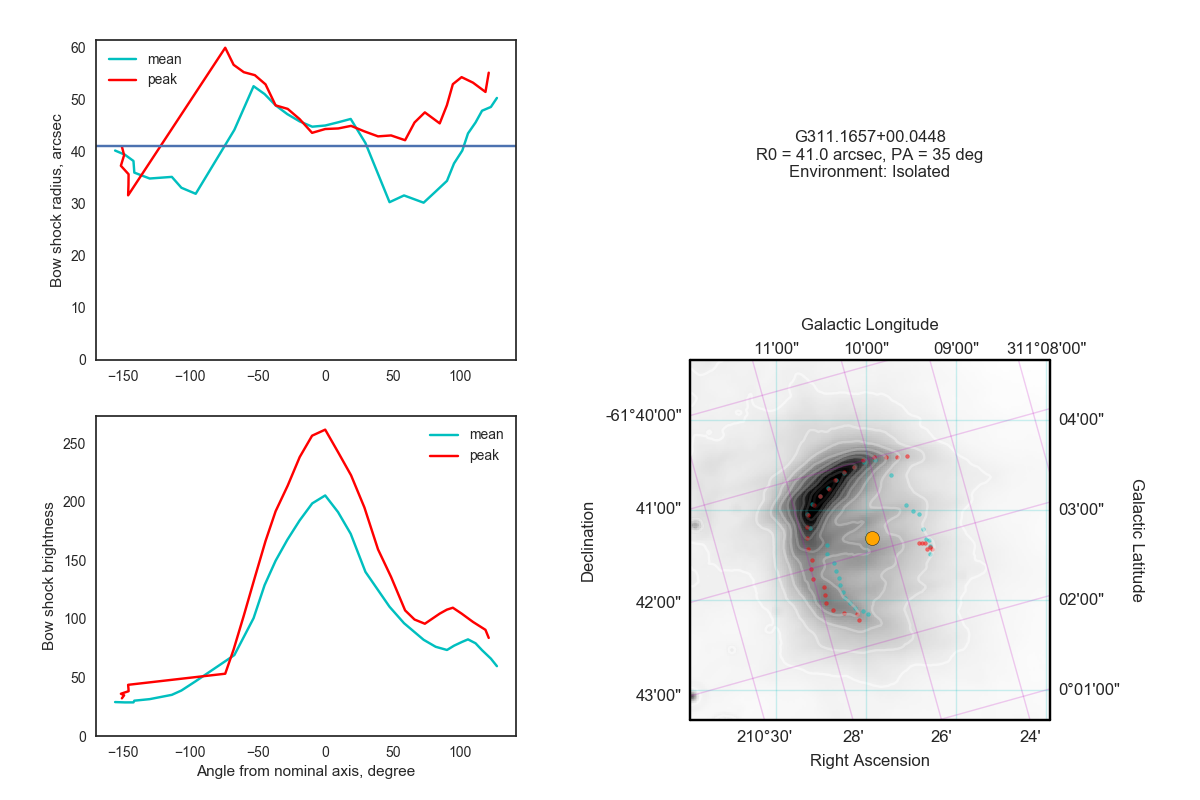 60
50
40
30
20
10
0
mean
peak
Bow shock radius, arcsec
−150
−100
−50
0
50
100
G311.1657+00.0448
R0 = 41.0 arcsec, PA = 35 deg
Environment: Isolated
250
200
150
100
50
0
mean
peak
Bow shock brightness
−150
−100
−50
0
50
100
Angle from nominal axis, degree
Galactic Longitude
11'00"
10'00"
09'00"
311°08'00"
-61°40'00"
41'00"
42'00"
43'00"
Declination
04'00"
03'00"
02'00"
0°01'00"
Galactic Latitude
210°30'
28'
26'
24'
Right Ascension